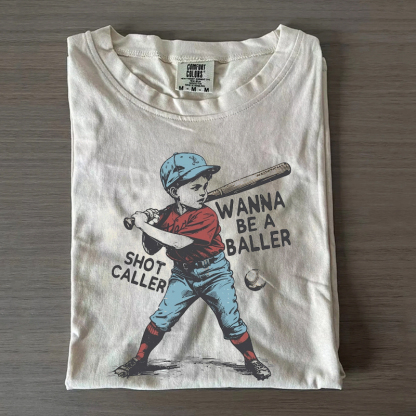 COMFORT
COLORS
M - M - M
WANNA
BE A
BALLER
SHOT
CALLER